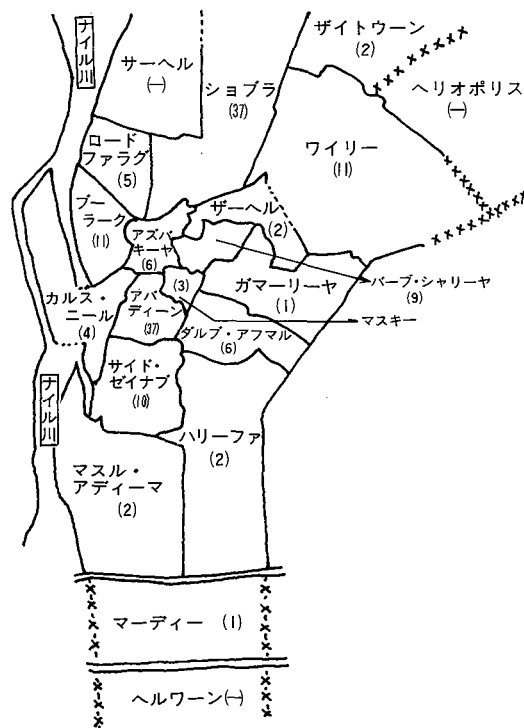 ナイル川
サーヘル
(一)
ショブラ
(37)
ザイトウーン
(2)
ヘリオポリス
(一)
ロード
ファラグ
(5)
ワイリー
(11)
ブー
ラーク
(11)
アズバ
キーヤ
(6)
ザーヘル
(2)
バーブ・シャリーヤ
(9)
ガマーリーヤ
(1)
マスキー
(3)
カルス・
ニール
(4)
アバ
ディーン
(37)
ダルブ・アフマル
(6)
サイド・
ゼイナブ
(10)
ナイル川
ハリーファ
(2)
マスル・
アディーマ
(2)
マーディー (1)
ヘルワーン(一)